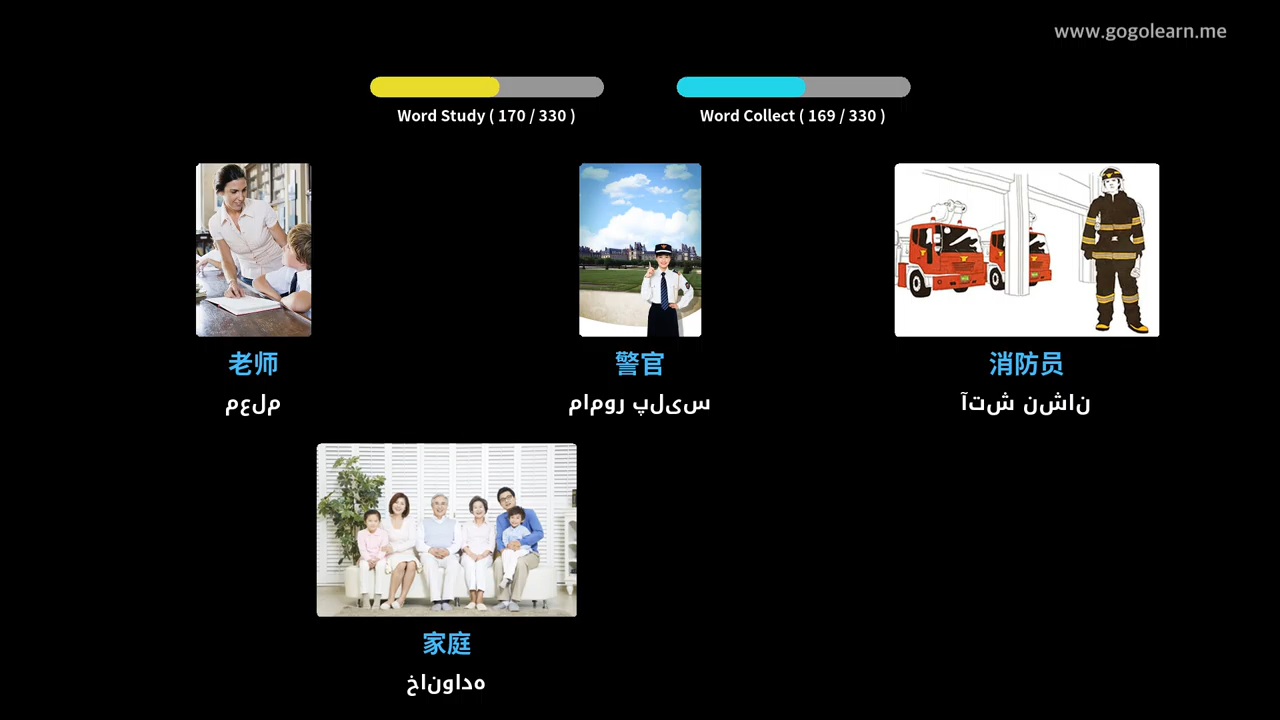 www.gogolearn.me
Word Study ( 170 / 330 )
Word Collect ( 169 / 330 )
老师
معلم
警官
مامور پلیس
消防员
آتش نشان
家庭
خانواده